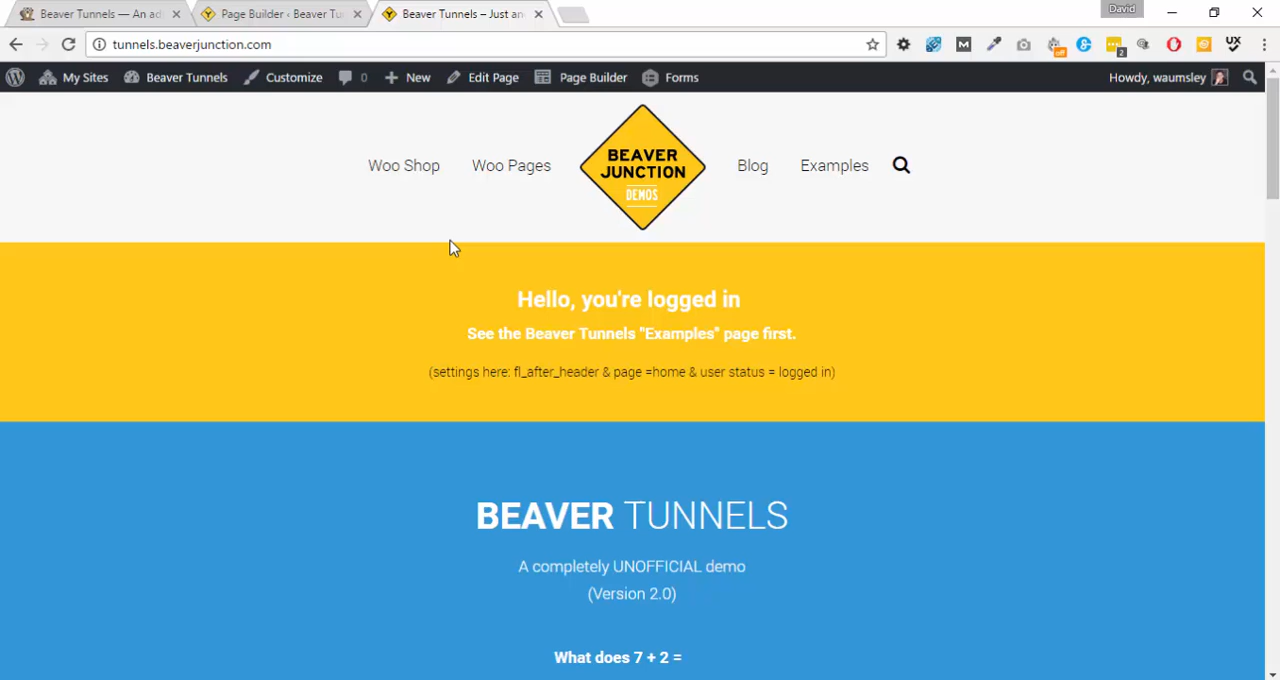 Beaver Tunnels — An ad
Page Builder ‹ Beaver Tu
Beaver Tunnels – Just an
David
tunnels.beaverjunction.com
My Sites
Beaver Tunnels
Customize
0
New
Edit Page
Page Builder
Forms
Howdy, waumsley
Woo Shop
Woo Pages
BEAVER
JUNCTION
DEMOS
Blog
Examples
Hello, you're logged in
See the Beaver Tunnels "Examples" page first.
(settings here: fl_after_header & page =home & user status = logged in)
BEAVER TUNNELS
A completely UNOFFICIAL demo
(Version 2.0)
What does 7 + 2 =